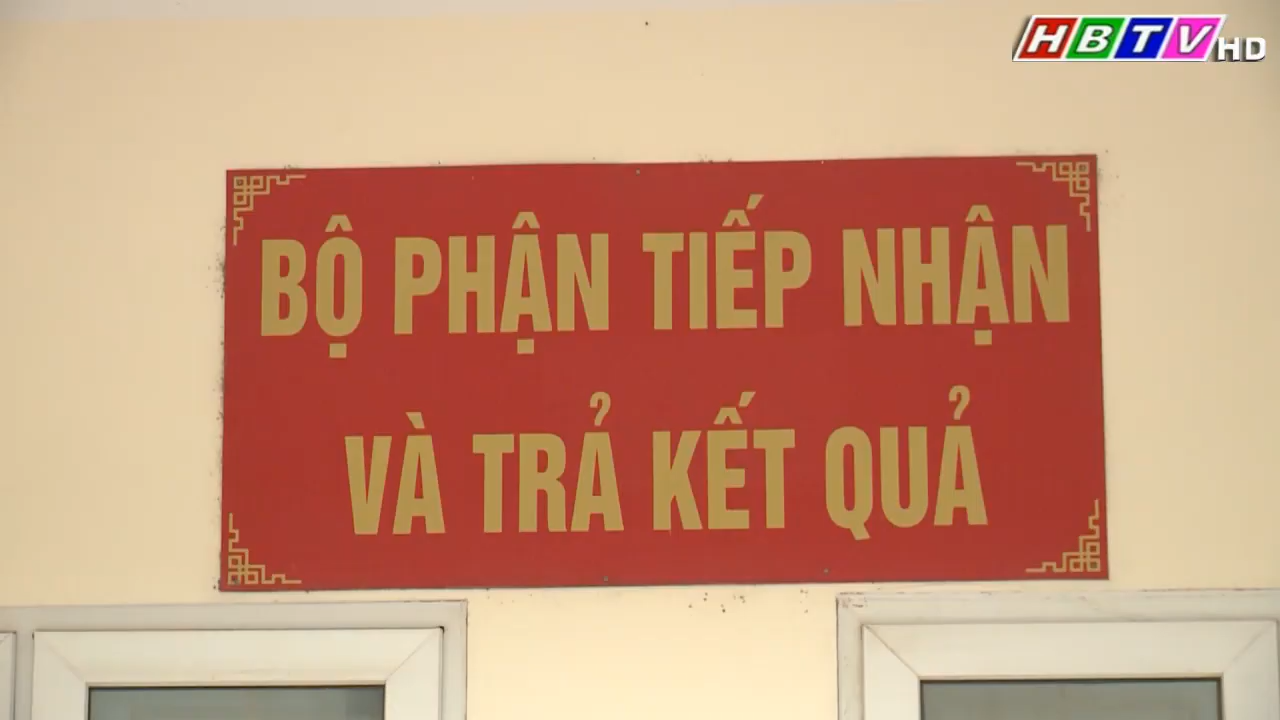 HBTV HD
BỘ PHẬN TIẾP NHẬN
VÀ TRẢ KẾT QUẢ